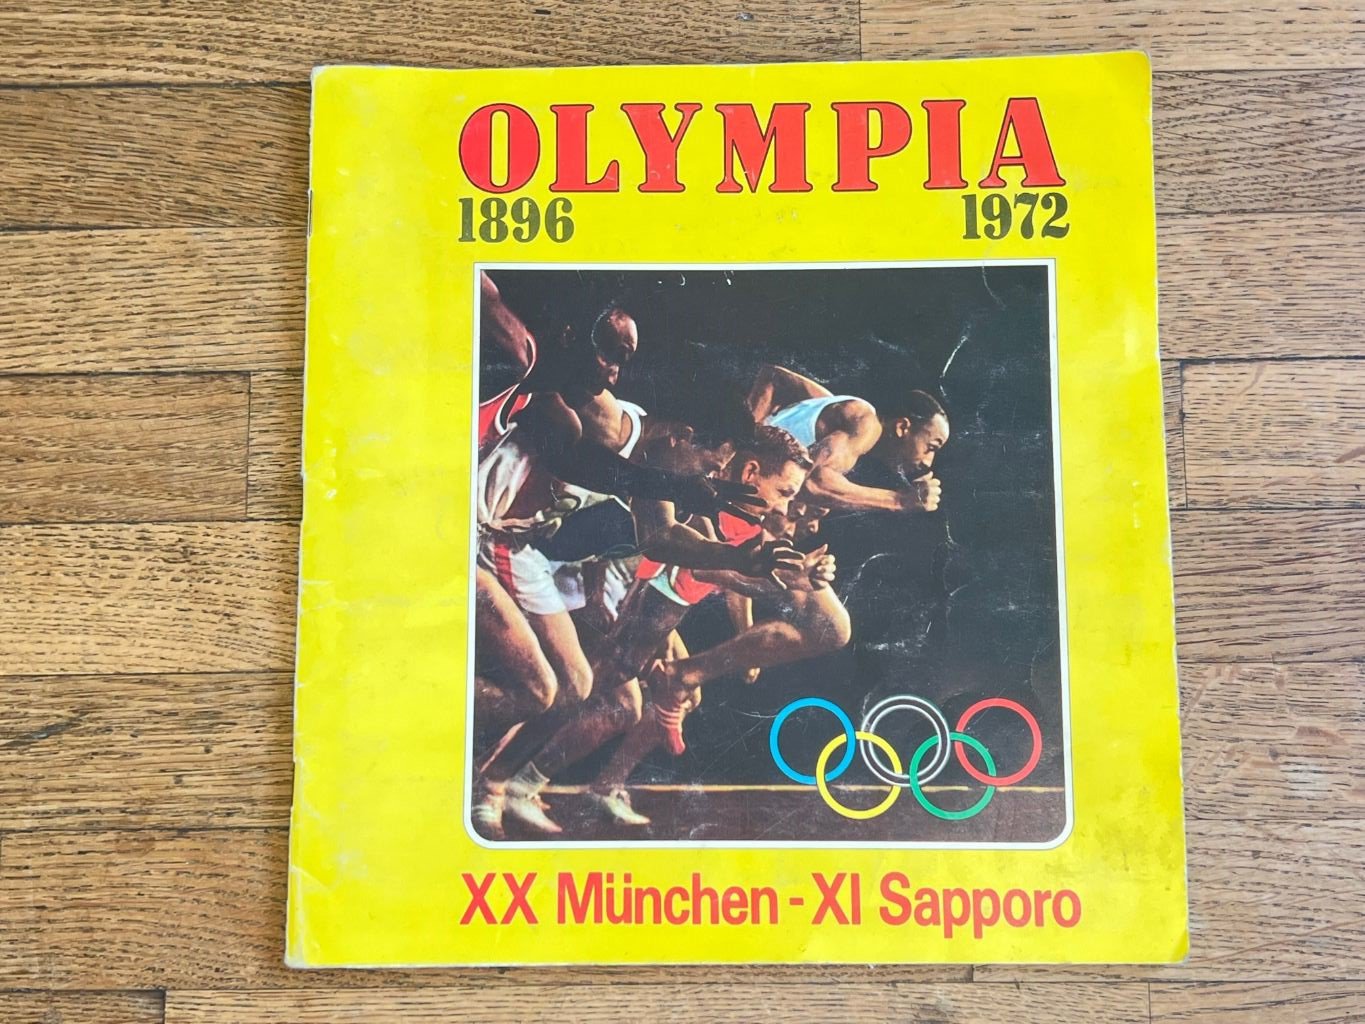 OLYMPIA
1896 1972
XX München - XI Sapporo